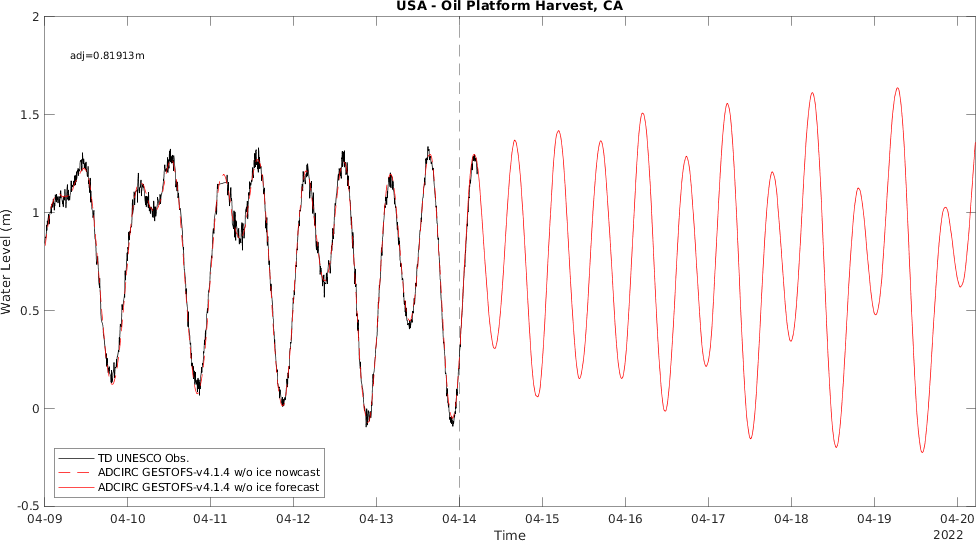 USA - Oil Platform Harvest, CA
2
adj=0.81913m
1.5
1
0.5
0
-0.5
Water Level (m)
TD UNESCO Obs.
ADCIRC GESTOFS-v4.1.4 w/o ice nowcast
ADCIRC GESTOFS-v4.1.4 w/o ice forecast
04-09 04-10 04-11 04-12 04-13 04-14 04-15 04-16 04-17 04-18 04-19 04-20
Time
2022